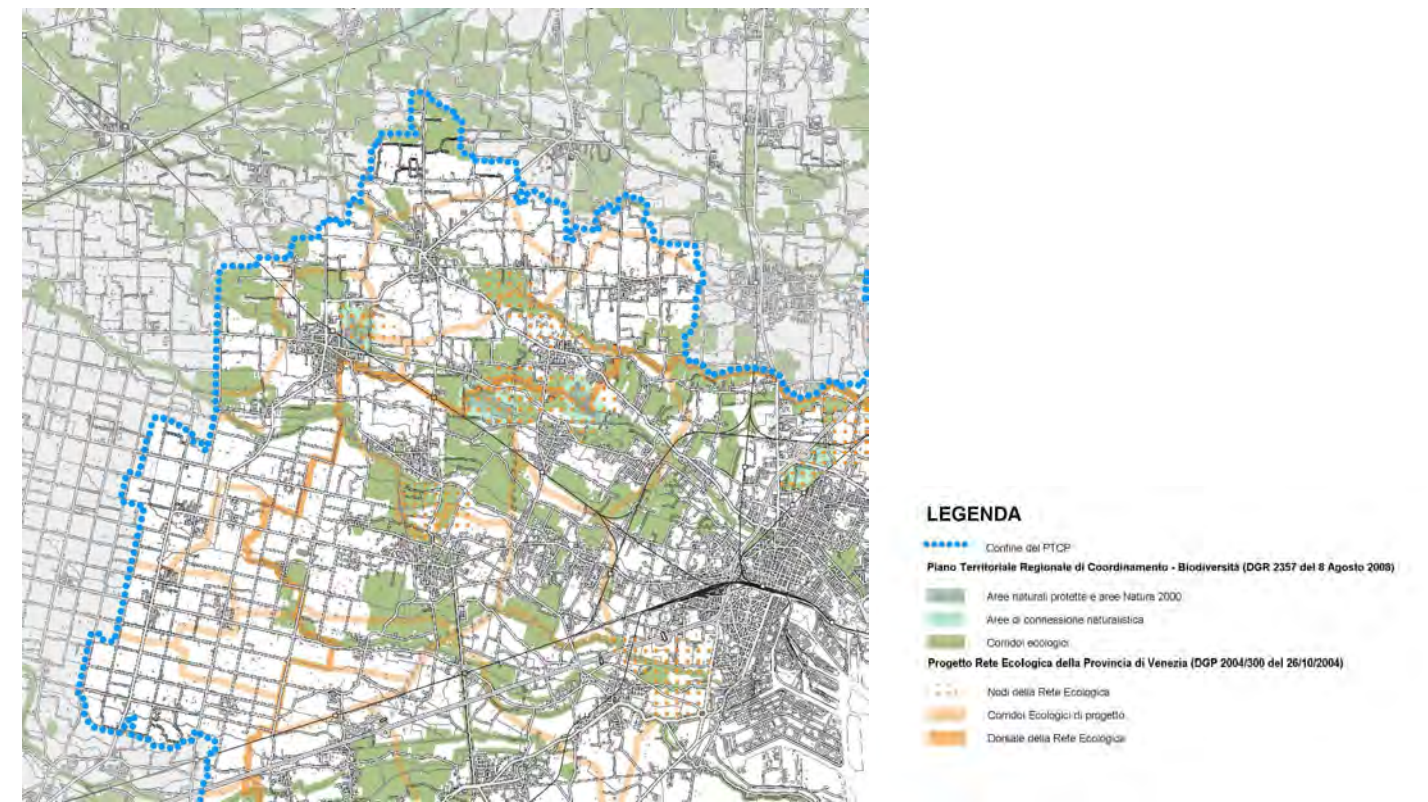 LEGENDA
Confine del PTCP
Piano Territoriale Regionale di Coordinamento - Biodiversità (DGR 2357 del 8 Agosto 2008)
Aree naturali protette e aree Natura 2000
Aree di connessione naturalistica
Corridoi ecologici
Progetto Rete Ecologica della Provincia di Venezia (DGP 2004/300 del 26/10/2004)
Nodi della Rete Ecologica
Corridoi Ecologici di progetto
Dorsale della Rete Ecologica